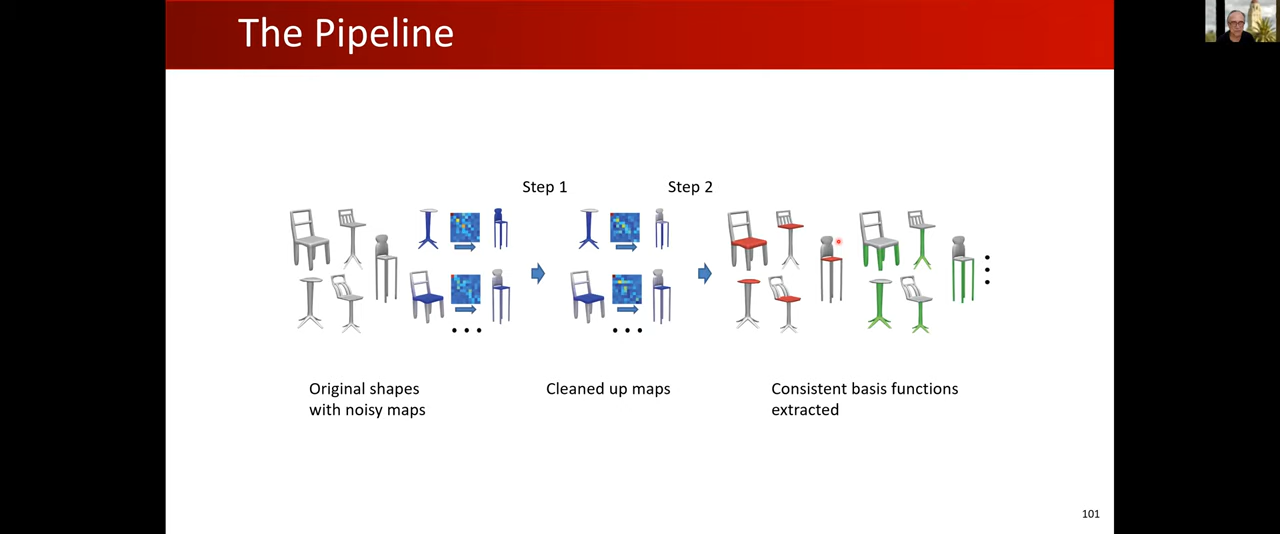 The Pipeline
Step 1
Step 2
Original shapes
with noisy maps
Cleaned up maps
Consistent basis functions
extracted
101